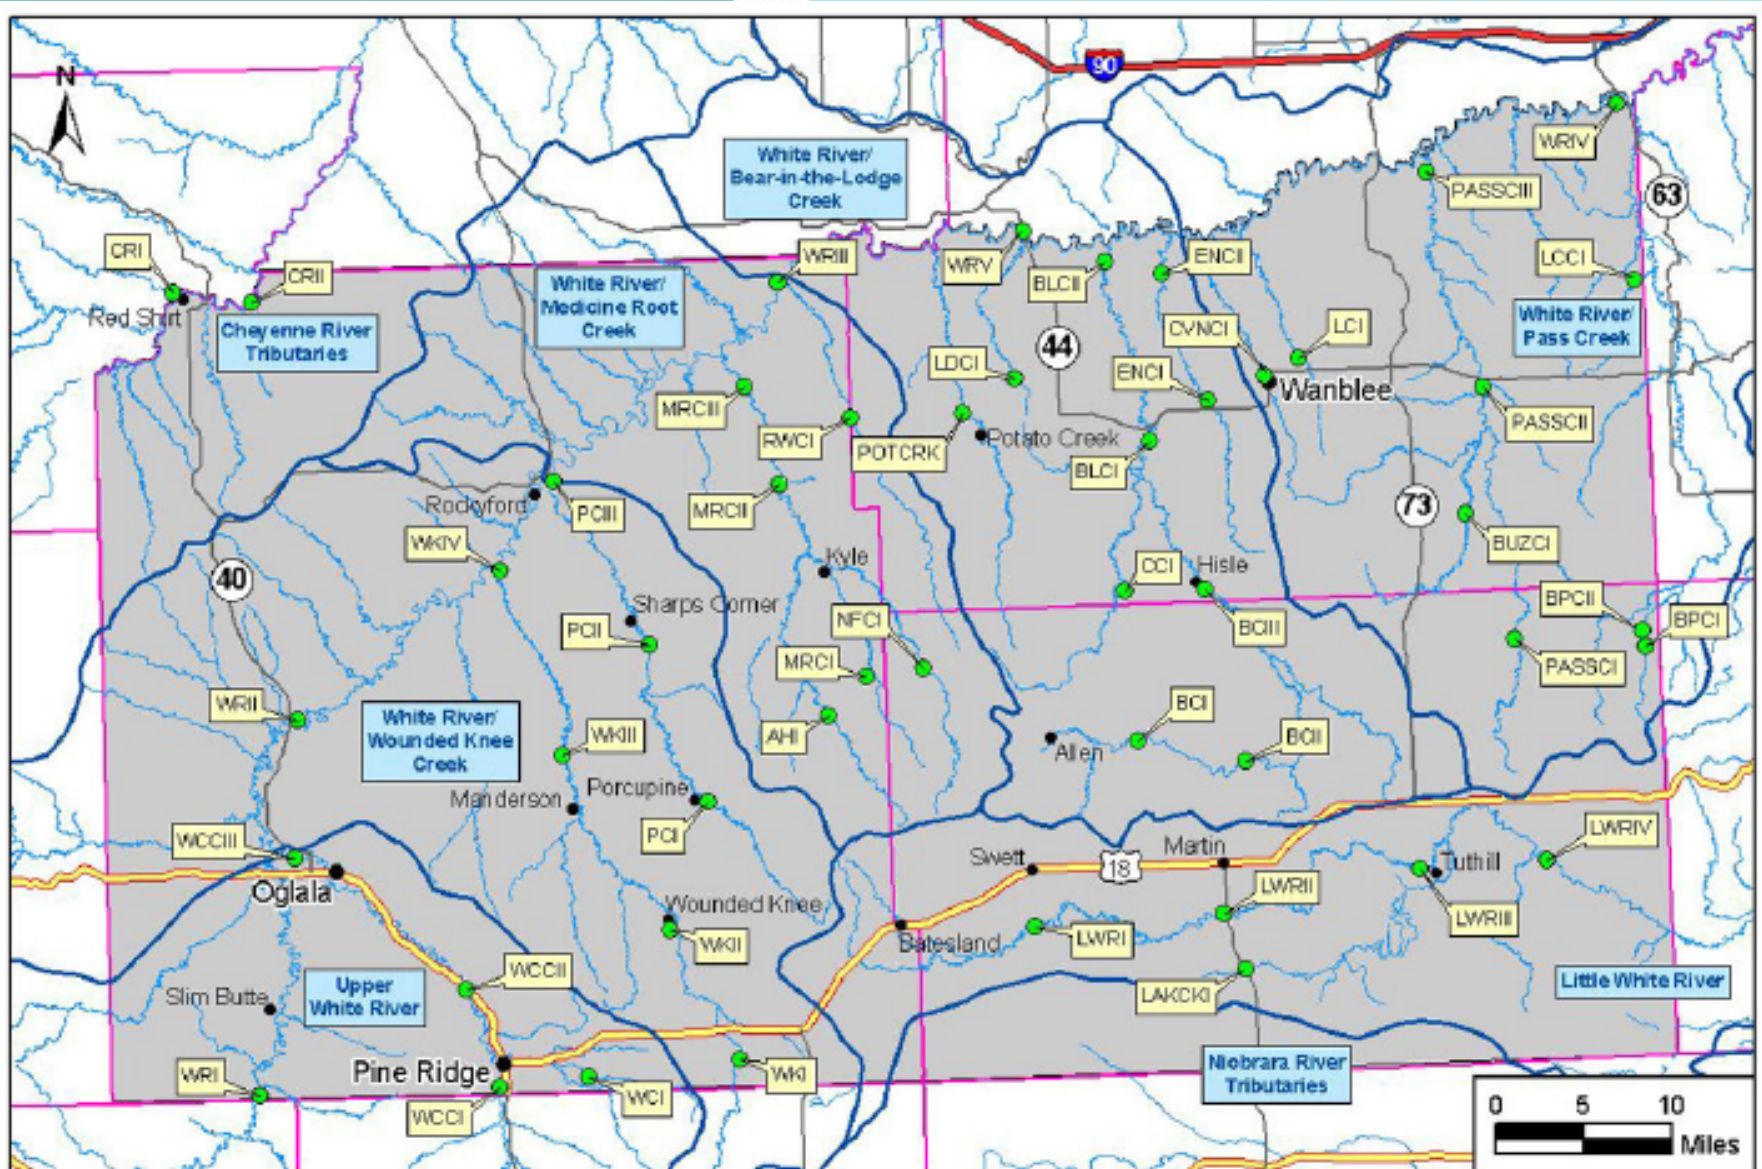 N
90
WRIV
White River/
Bear-in-the-Lodge
Creek
PASSCIII
63
CRI
CRII
WRIII
WRV
BLCII
ENCII
LCCI
Red Shirt
Cheyenne River
Tributaries
White River/
Medicine Root
Creek
White River/
Pass Creek
44
CVNCI
LCI
LDCI
ENCI
Wanblee
MRCIII
RWCI
POTCRK
Potato Creek
BLCI
PASSCII
Rockyford
PCIII
MRCII
73
WKIV
BUZCI
40
Kyle
CCI
Hisle
Sharps Corner
PCII
NFCI
BCIII
BPCII
BPCI
MRCI
PASSCI
WRII
White River/
Wounded Knee
Creek
WKIII
AHI
BCI
Allen
BCII
Manderson
Porcupine
PCI
WCCIII
Oglala
Swett
18
Martin
LWRIV
Tuthill
LWRII
LWRIII
Wounded Knee
WKII
Batesland
LWRI
WCCII
LAKCKI
Little White River
Slim Butte
Upper
White River
Pine Ridge
WRI
WCCI
WCI
WKI
Niobrara River
Tributaries
0 5 10
Miles